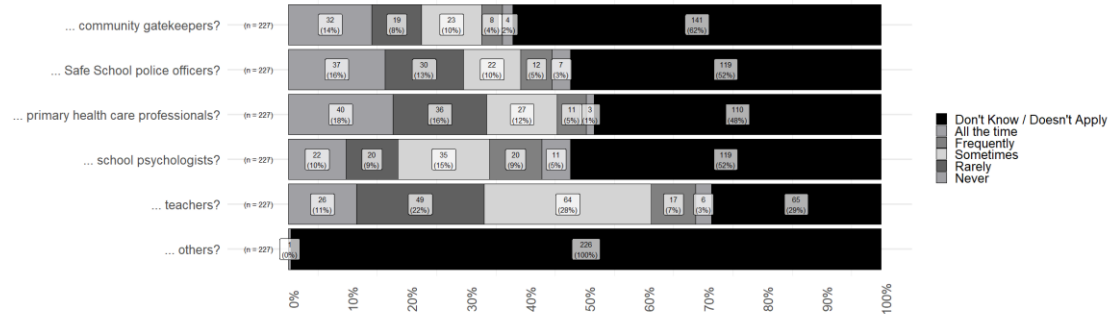 ... community gatekeepers? (n = 227) 32 19 23 8 4 141
(14%) (8%) (10%) (4%) (2%) (62%)
... Safe School police officers? (n = 227) 37 30 22 12 7 119
(16%) (13%) (10%) (5%) (3%) (52%)
... primary health care professionals? (n = 227) 40 36 27 11 3 110
(18%) (16%) (12%) (5%) (1%) (48%)
... school psychologists? (n = 227) 22 20 35 20 11 119
(10%) (9%) (15%) (9%) (5%) (52%)
... teachers? (n = 227) 26 49 64 17 6 65
(11%) (22%) (28%) (7%) (3%) (29%)
... others? (n = 227) 1 226
(0%) (100%)
0% 10% 20% 30% 40% 50% 60% 70% 80% 90% 100%
Don't Know / Doesn't Apply
All the time
Frequently
Sometimes
Rarely
Never